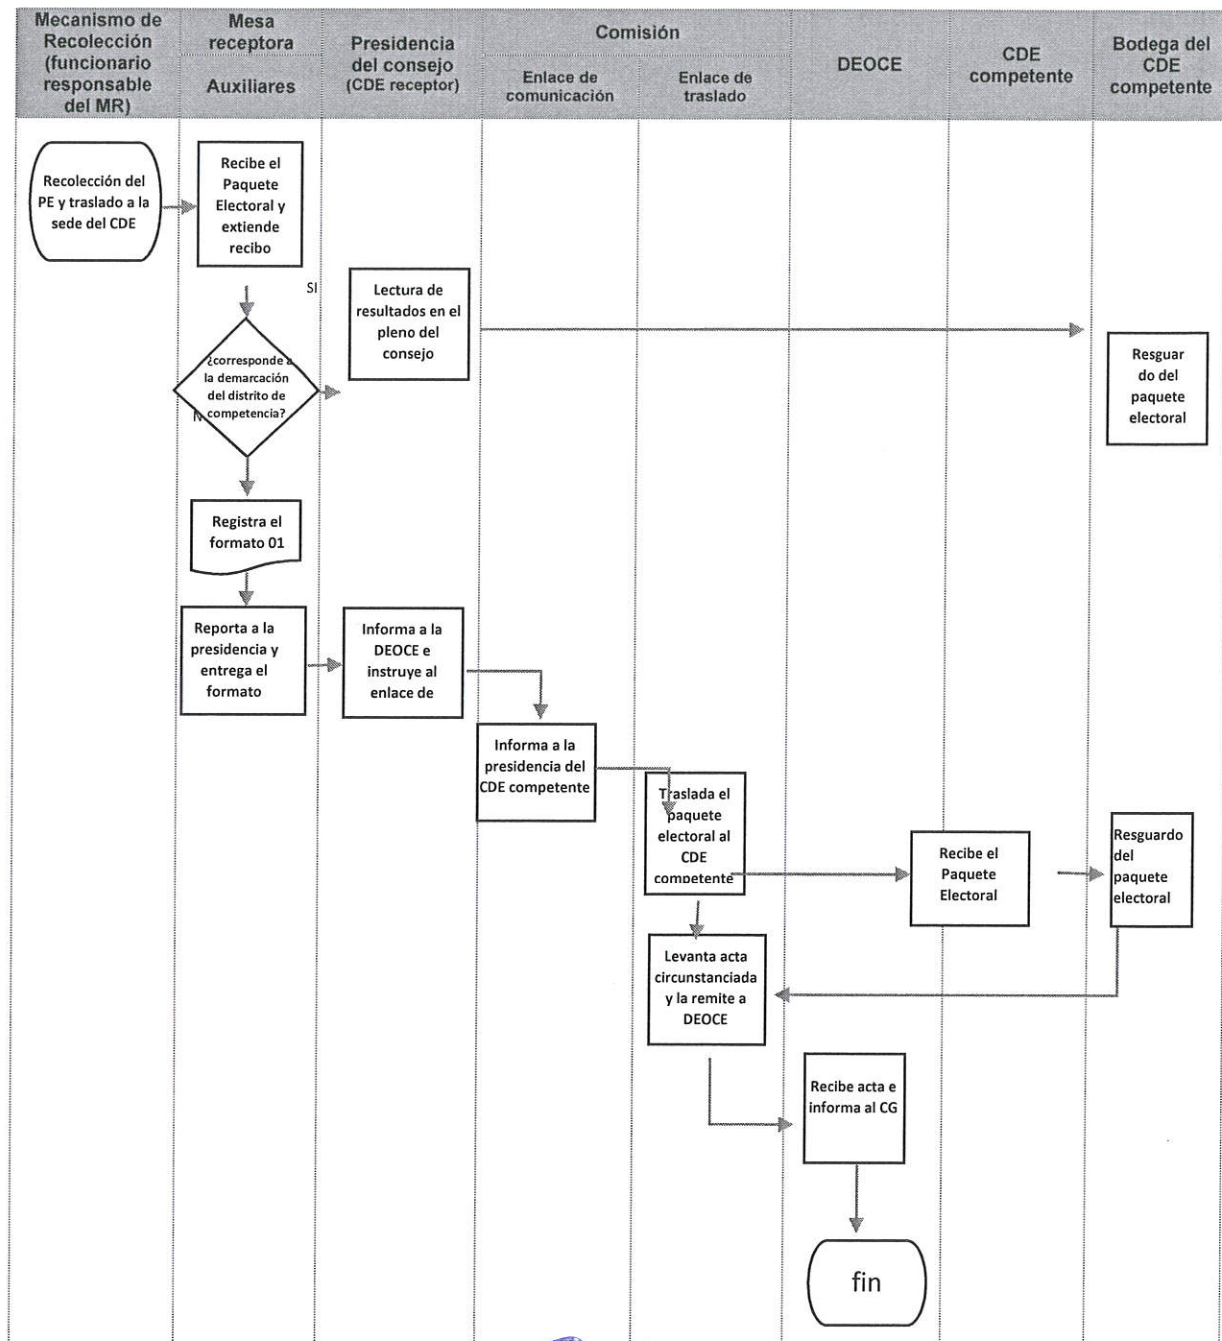 Mecanismo de
Recolección
(funcionario
responsable
del MR)
Mesa
receptora
Auxiliares
Presidencia
del consejo
(CDE receptor)
Comisión
Enlace de
comunicación
Enlace de
traslado
DEOCE
CDE
competente
Bodega del
CDE
competente
Recolección del
PE y traslado a la
sede del CDE
Recibe el
Paquete
Electoral y
extiende
recibo
SI
Lectura de
resultados en el
pleno del
consejo
Resguar
do del
paquete
electoral
¿corresponde a
la demarcación
del distrito de
competencia?
N
Registra el
formato 01
Reporta a la
presidencia y
entrega el
formato
Informa a la
DEOCE e
instruye al
enlace de
Informa a la
presidencia del
CDE competente
Traslada el
paquete
electoral al
CDE
competente
Recibe el
Paquete
Electoral
Resguardo
del
paquete
electoral
Levanta acta
circunstanciada
y la remite a
DEOCE
Recibe acta e
informa al CG
fin